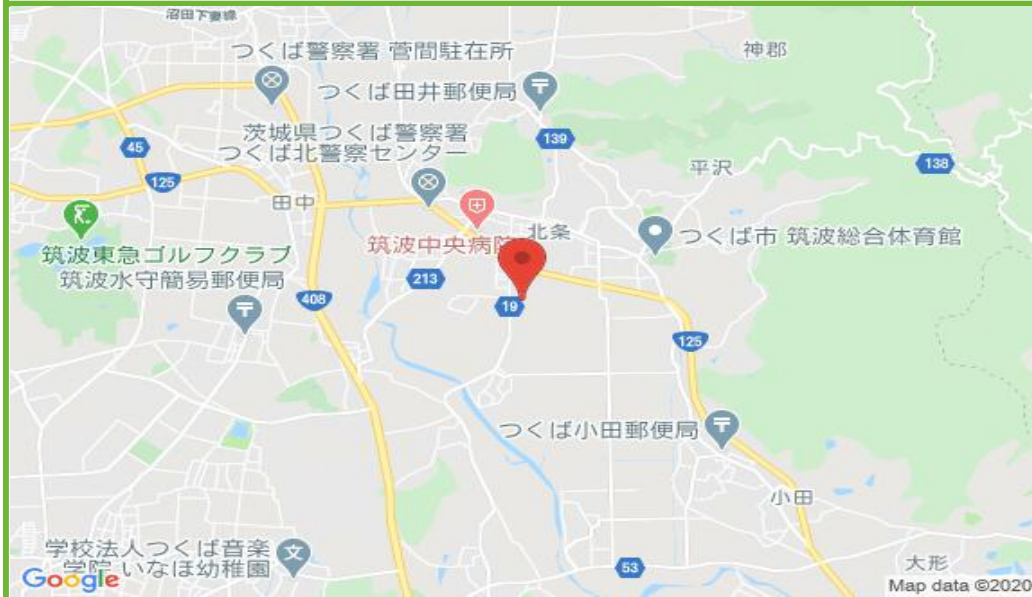 沼田下妻線
つくば警察署 菅間駐在所
神郡
つくば田井郵便局
茨城県つくば警察署
つくば北警察センター
139
45
平沢
138
125
田中
北条
筑波中央病院
つくば市 筑波総合体育館
筑波東急ゴルフクラブ
筑波水守簡易郵便局
213
408
19
125
つくば小田郵便局
小田
学校法人つくば音楽
学院 いなほ幼稚園
53
大形
Google
Map data ©2020